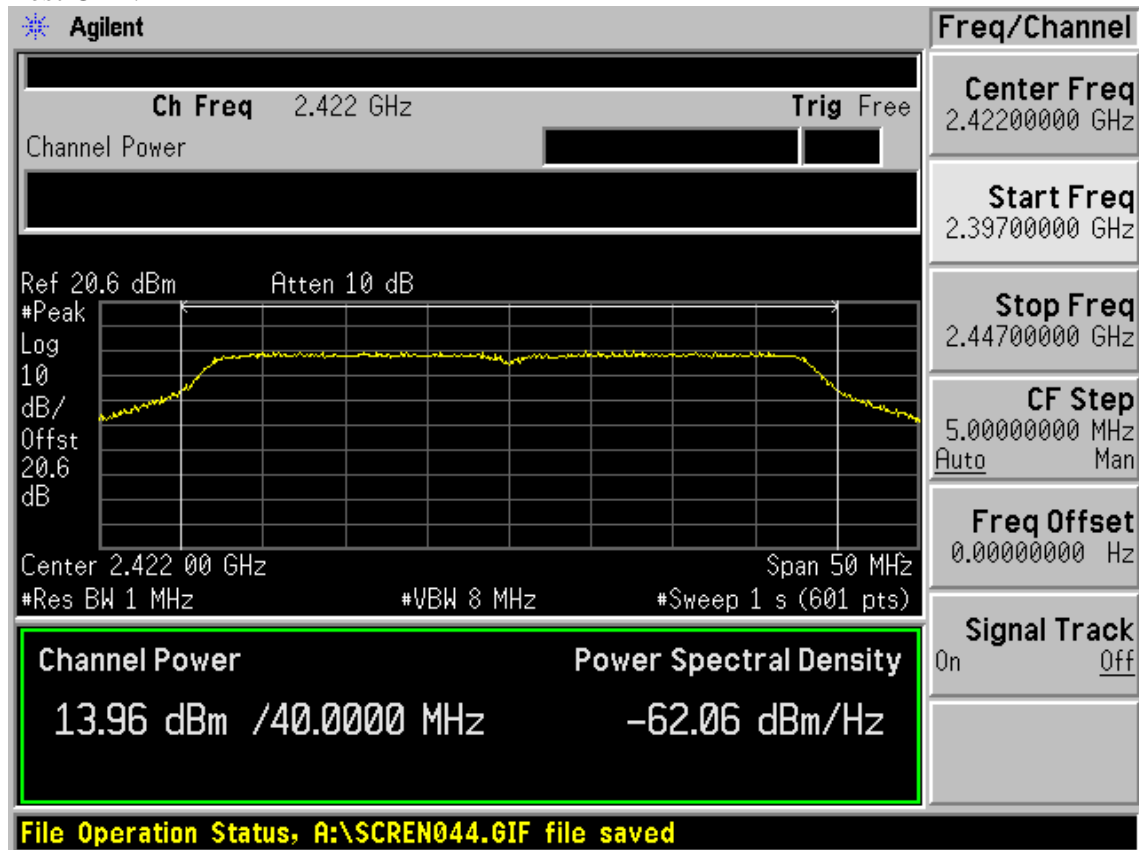 Agilent
Freq/Channel
Ch Freq 2.422 GHz Trig Free
Channel Power
Center Freq
2.42200000 GHz
Start Freq
2.39700000 GHz
Stop Freq
2.44700000 GHz
CF Step
5.00000000 MHz
Auto Man
Freq Offset
0.00000000 Hz
Signal Track
On Off
Ref 20.6 dBm Atten 10 dB
#Peak
Log
10
dB/
Offst
20.6
dB
Center 2.422 00 GHz Span 50 MHz
#Res BW 1 MHz #VBW 8 MHz #Sweep 1 s (601 pts)
Channel Power Power Spectral Density
13.96 dBm /40.0000 MHz -62.06 dBm/Hz
File Operation Status, A:\SCREN044.GIF file saved